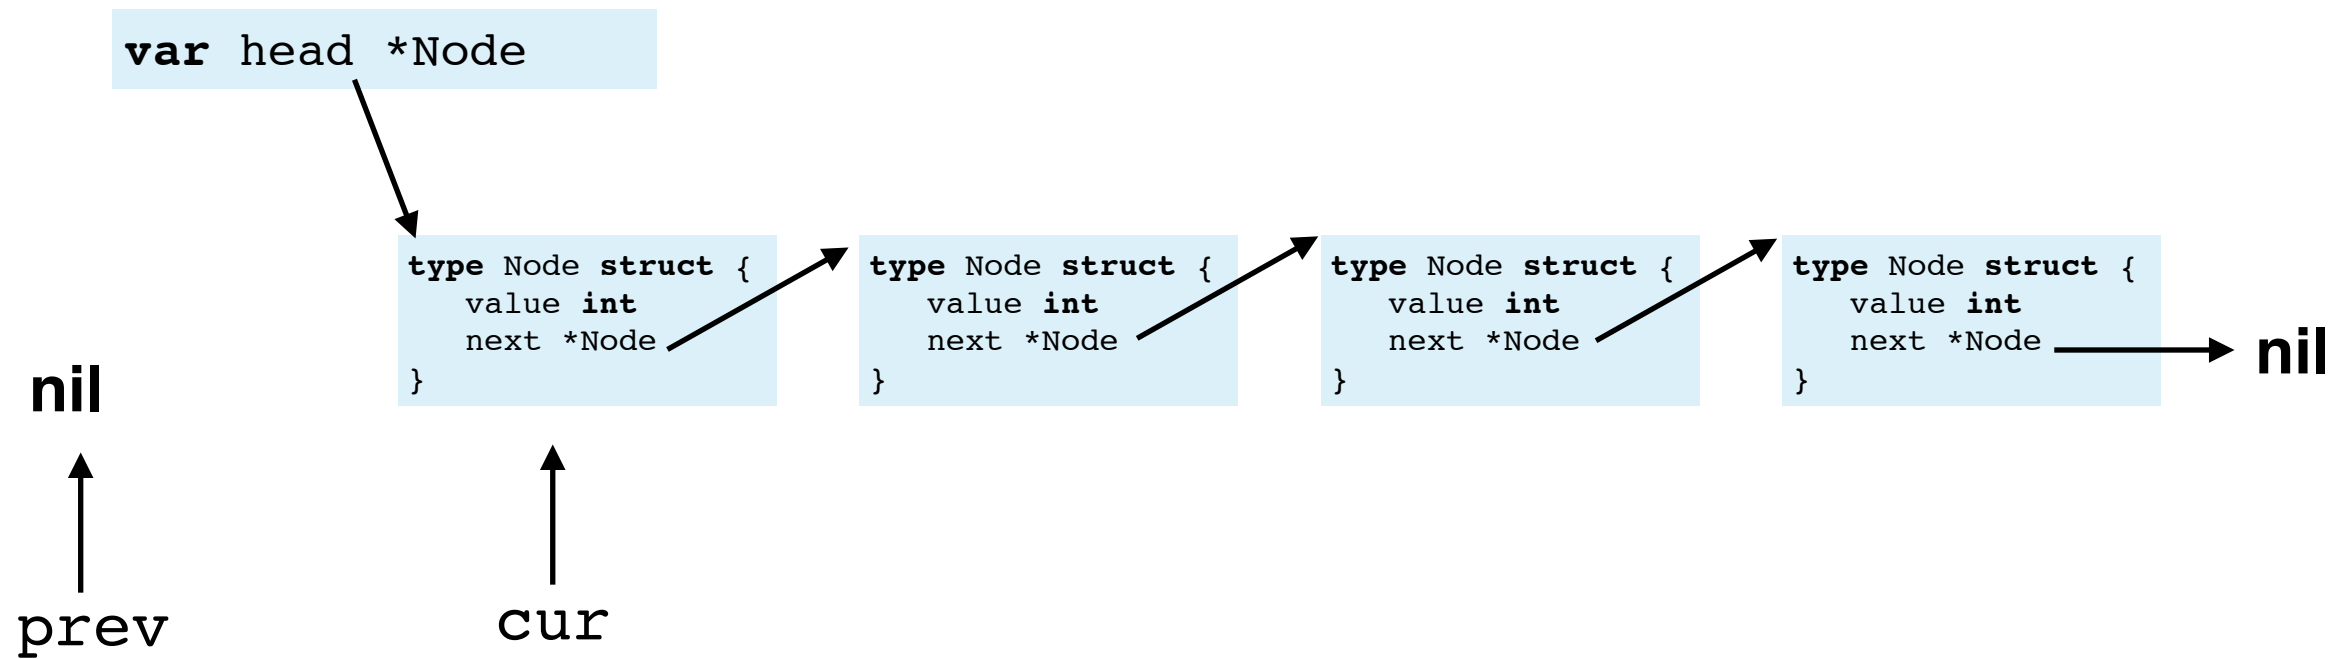 var head *Node
type Node struct {
   value int
   next *Node
}
type Node struct {
   value int
   next *Node
}
type Node struct {
   value int
   next *Node
}
type Node struct {
   value int
   next *Node
}
nil
nil
prev
cur